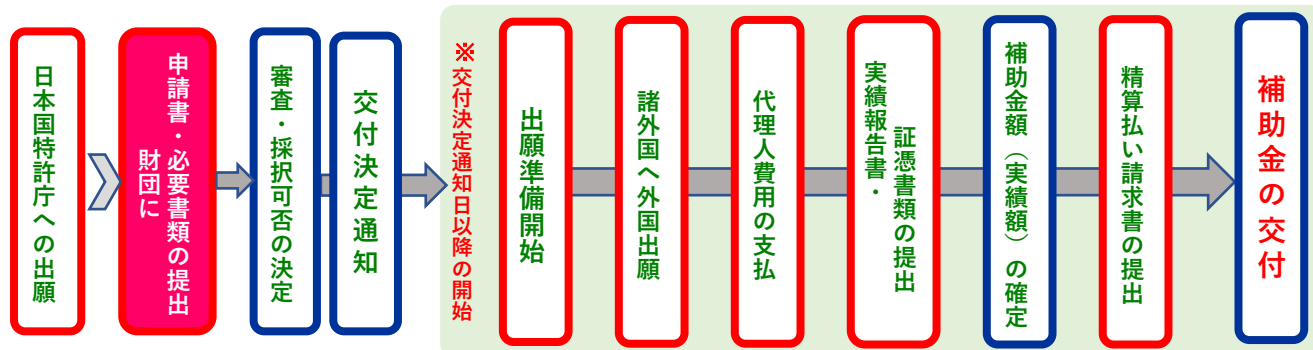 日本国特許庁への出願
申請書・必要書類の提出
財団に
審査・採択可否の決定
交付決定通知
※交付決定通知日以降の開始
出願準備開始
諸外国へ外国出願
代理人費用の支払
実績報告書・
証憑書類の提出
補助金額（実績額）の確定
精算払い請求書の提出
補助金の交付